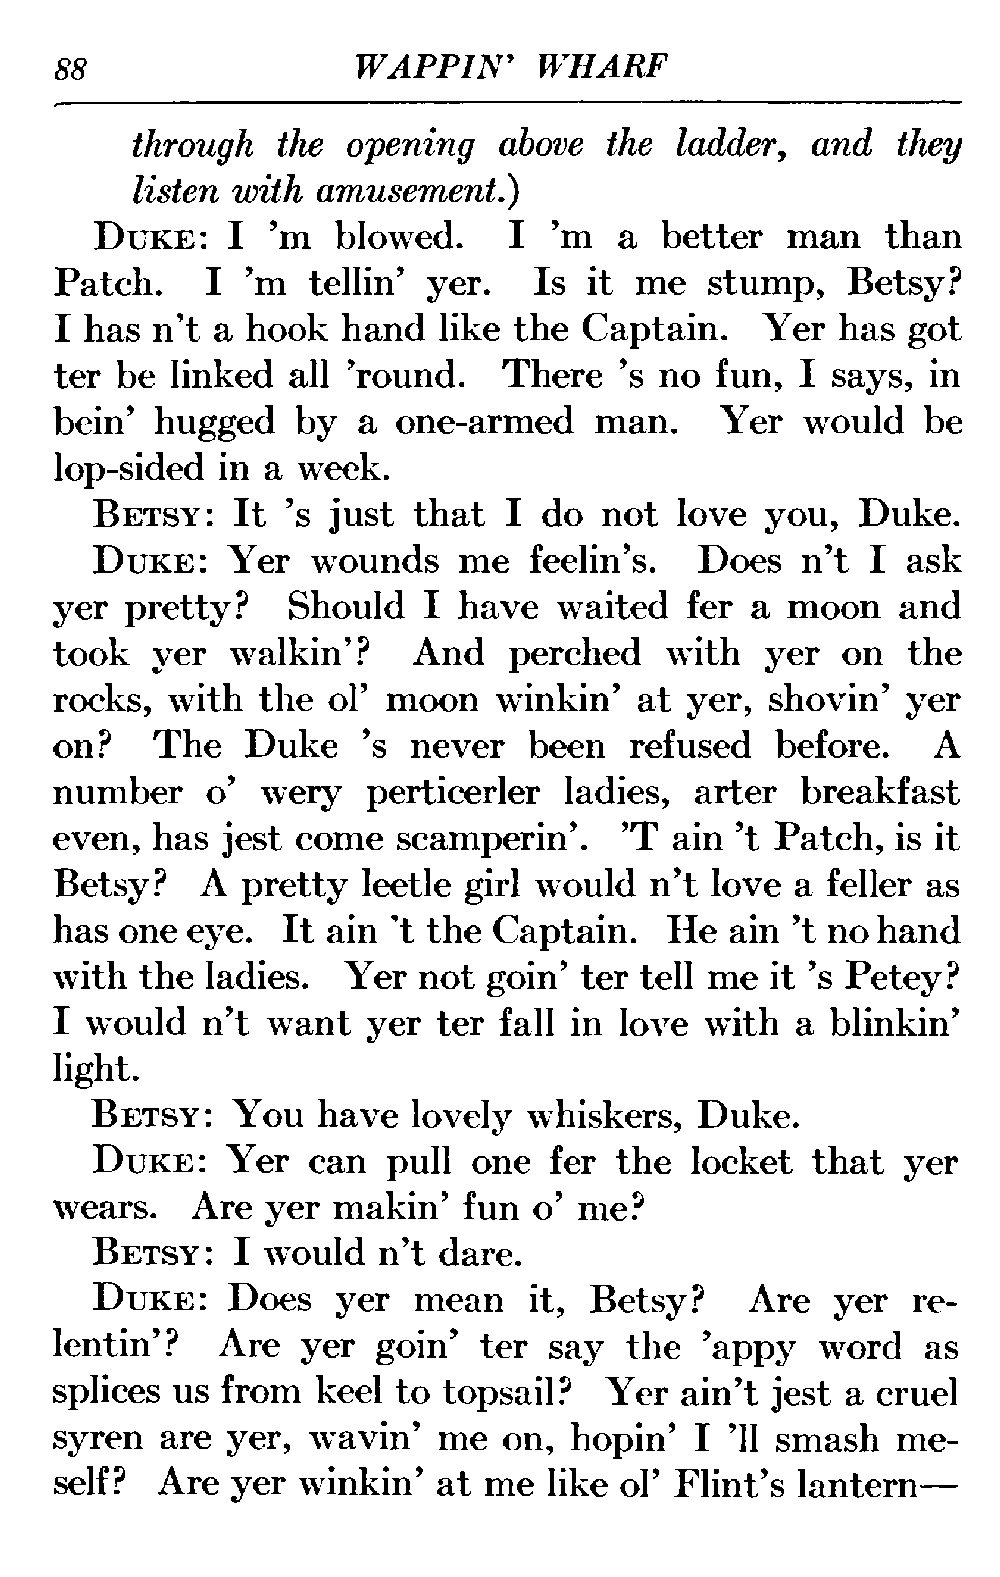 88 WAPPIN' WHARF
through the opening above the ladder, and they
listen with amusement.)
DUKE: I 'm blowed. I 'm a better man than
Patch. I 'm tellin' yer. Is it me stump, Betsy?
I has n't a hook hand like the Captain. Yer has got
ter be linked all 'round. There 's no fun, I says, in
bein' hugged by a one-armed man. Yer would be
lop-sided in a week.
BETSY: It 's just that I do not love you, Duke.
DUKE: Yer wounds me feelin's. Does n't I ask
yer pretty? Should I have waited fer a moon and
took yer walkin'? And perched with yer on the
rocks, with the ol' moon winkin' at yer, shovin' yer
on? The Duke 's never been refused before. A
number o' wery perticerler ladies, arter breakfast
even, has jest come scamperin'. 'T ain 't Patch, is it
Betsy? A pretty leetle girl would n't love a feller as
has one eye. It ain 't the Captain. He ain 't no hand
with the ladies. Yer not goin' ter tell me it 's Petey?
I would n't want yer ter fall in love with a blinkin'
light.
BETSY: You have lovely whiskers, Duke.
DUKE: Yer can pull one fer the locket that yer
wears. Are yer makin' fun o' me?
BETSY: I would n't dare.
DUKE: Does yer mean it, Betsy? Are yer re-
lentin'? Are yer goin' ter say the 'appy word as
splices us from keel to topsail? Yer ain't jest a cruel
syren are yer, wavin' me on, hopin' I 'll smash me-
self? Are yer winkin' at me like ol' Flint's lantern—